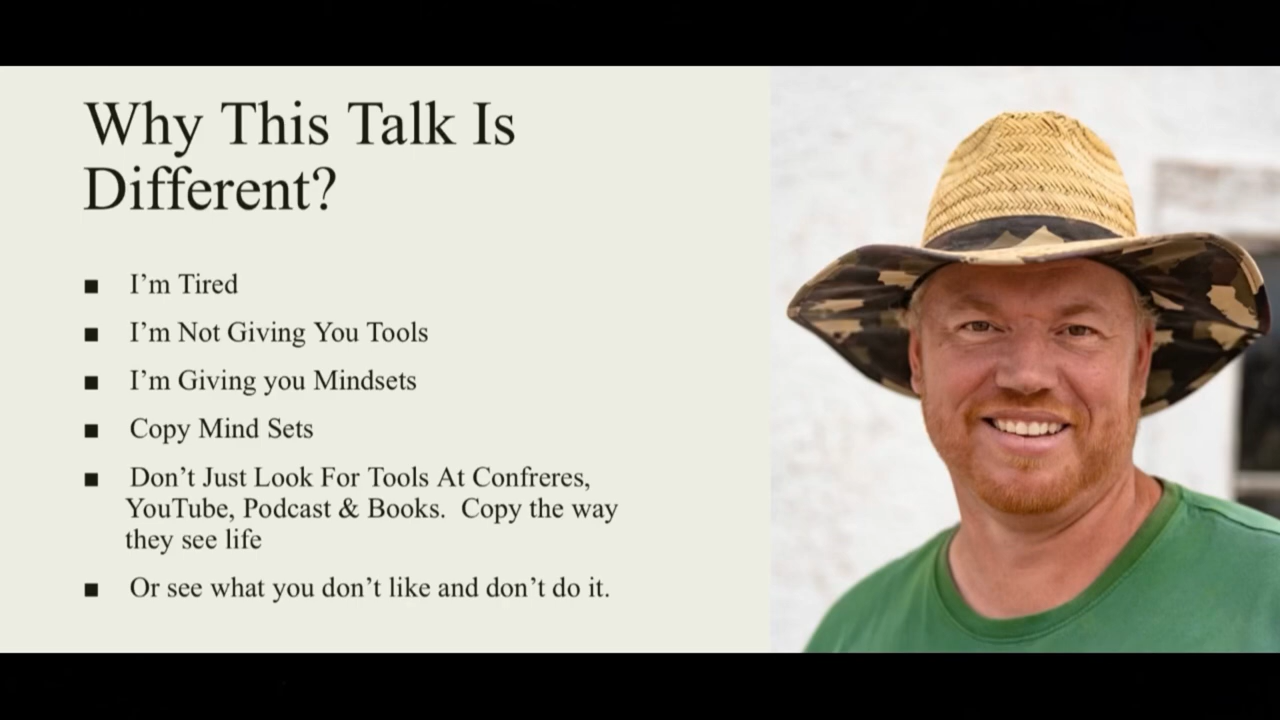 Why This Talk Is
Different?
■ I’m Tired
■ I’m Not Giving You Tools
■ I’m Giving you Mindsets
■ Copy Mind Sets
■ Don’t Just Look For Tools At Confreres,
YouTube, Podcast & Books.  Copy the way
they see life
■ Or see what you don’t like and don’t do it.